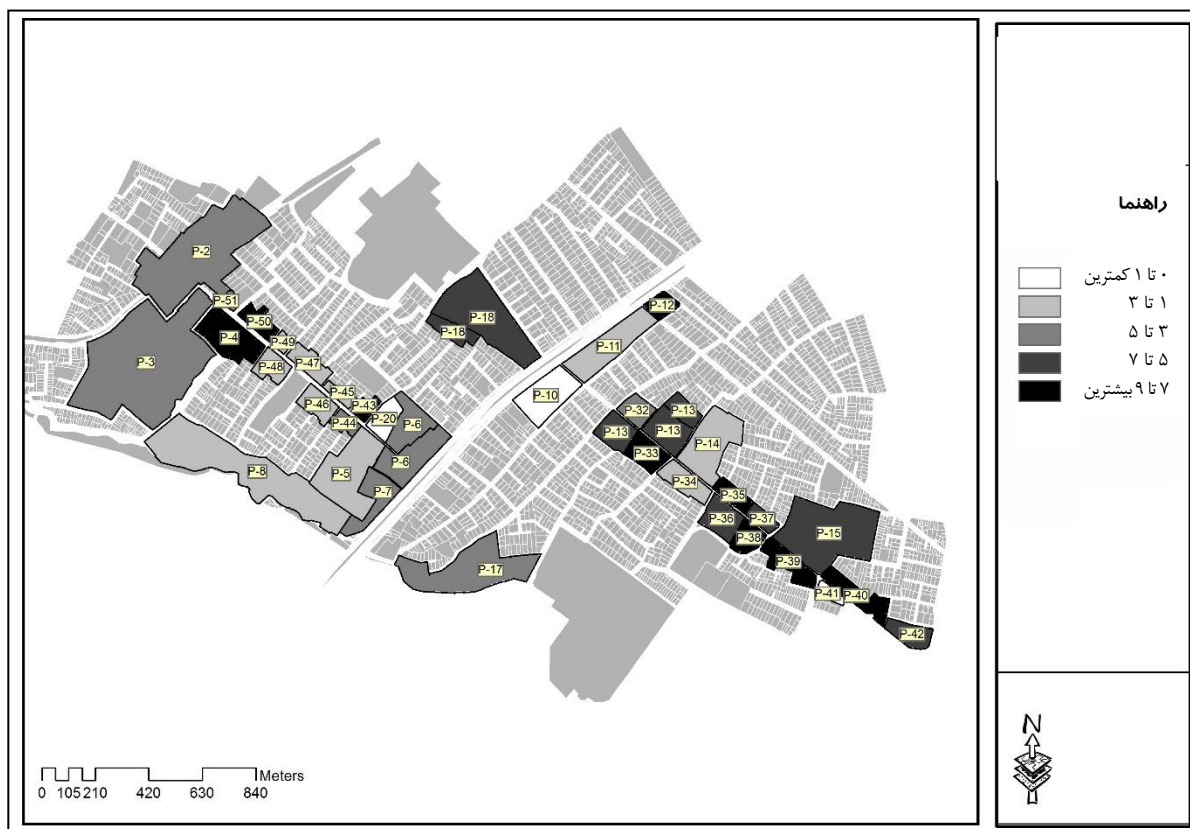 P-12
P-2
P-51
P-18
P-50
P-18
P-4
P-11
P-49
P-3
P-47
P-48
P-10
P-45
P-46
P-43
P-20
P-32
P-13
P-44
P-6
P-13
P-13
P-14
P-33
P-6
P-8
P-5
P-34
P-7
P-35
P-36
P-37
P-15
P-38
P-39
P-17
P-41
P-40
P-42
Meters
0 105 210 420 630 840
راهنما
۰ تا ۱ کمترین
۱ تا ۳
۳ تا ۵
۵ تا ۷
۷ تا ۹ بیشترین
N